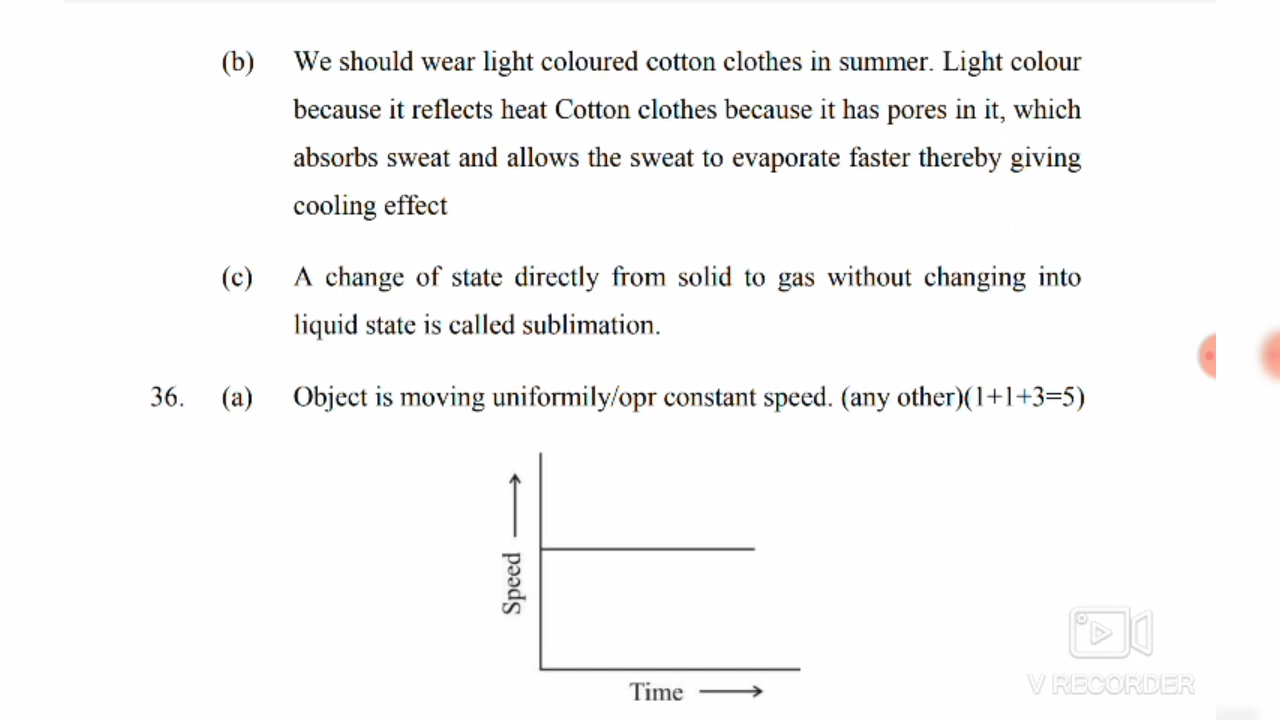 (b) We should wear light coloured cotton clothes in summer. Light colour
because it reflects heat Cotton clothes because it has pores in it, which
absorbs sweat and allows the sweat to evaporate faster thereby giving
cooling effect
(c) A change of state directly from solid to gas without changing into
liquid state is called sublimation.
36. (a) Object is moving uniformily/opr constant speed. (any other)(1+1+3=5)
Speed
Time
V RECORDER